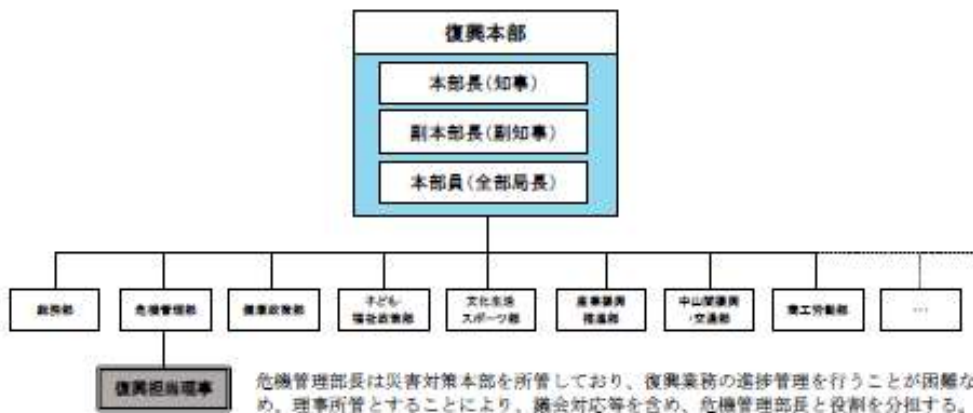 復興本部
本部長（知事）
副本部長（副知事）
本部員（全部局長）
総務部
危機管理部
健康政策部
子ども・
福祉政策部
文化生活
スポーツ部
産業振興
推進部
中山間振興
・交通部
商工労働部
…
復興担当理事
危機管理部長は災害対策本部を所管しており、復興業務の進捗管理を行うことが困難な
め、理事所管とすることにより、議会対応等を含め、危機管理部長と役割を分担する。